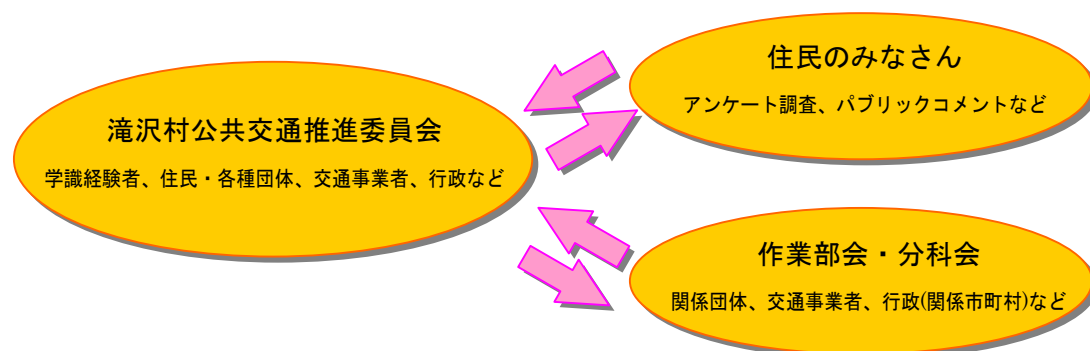 滝沢村公共交通推進委員会
学識経験者、住民・各種団体、交通事業者、行政など
住民のみなさん
アンケート調査、パブリックコメントなど
作業部会・分科会
関係団体、交通事業者、行政(関係市町村)など